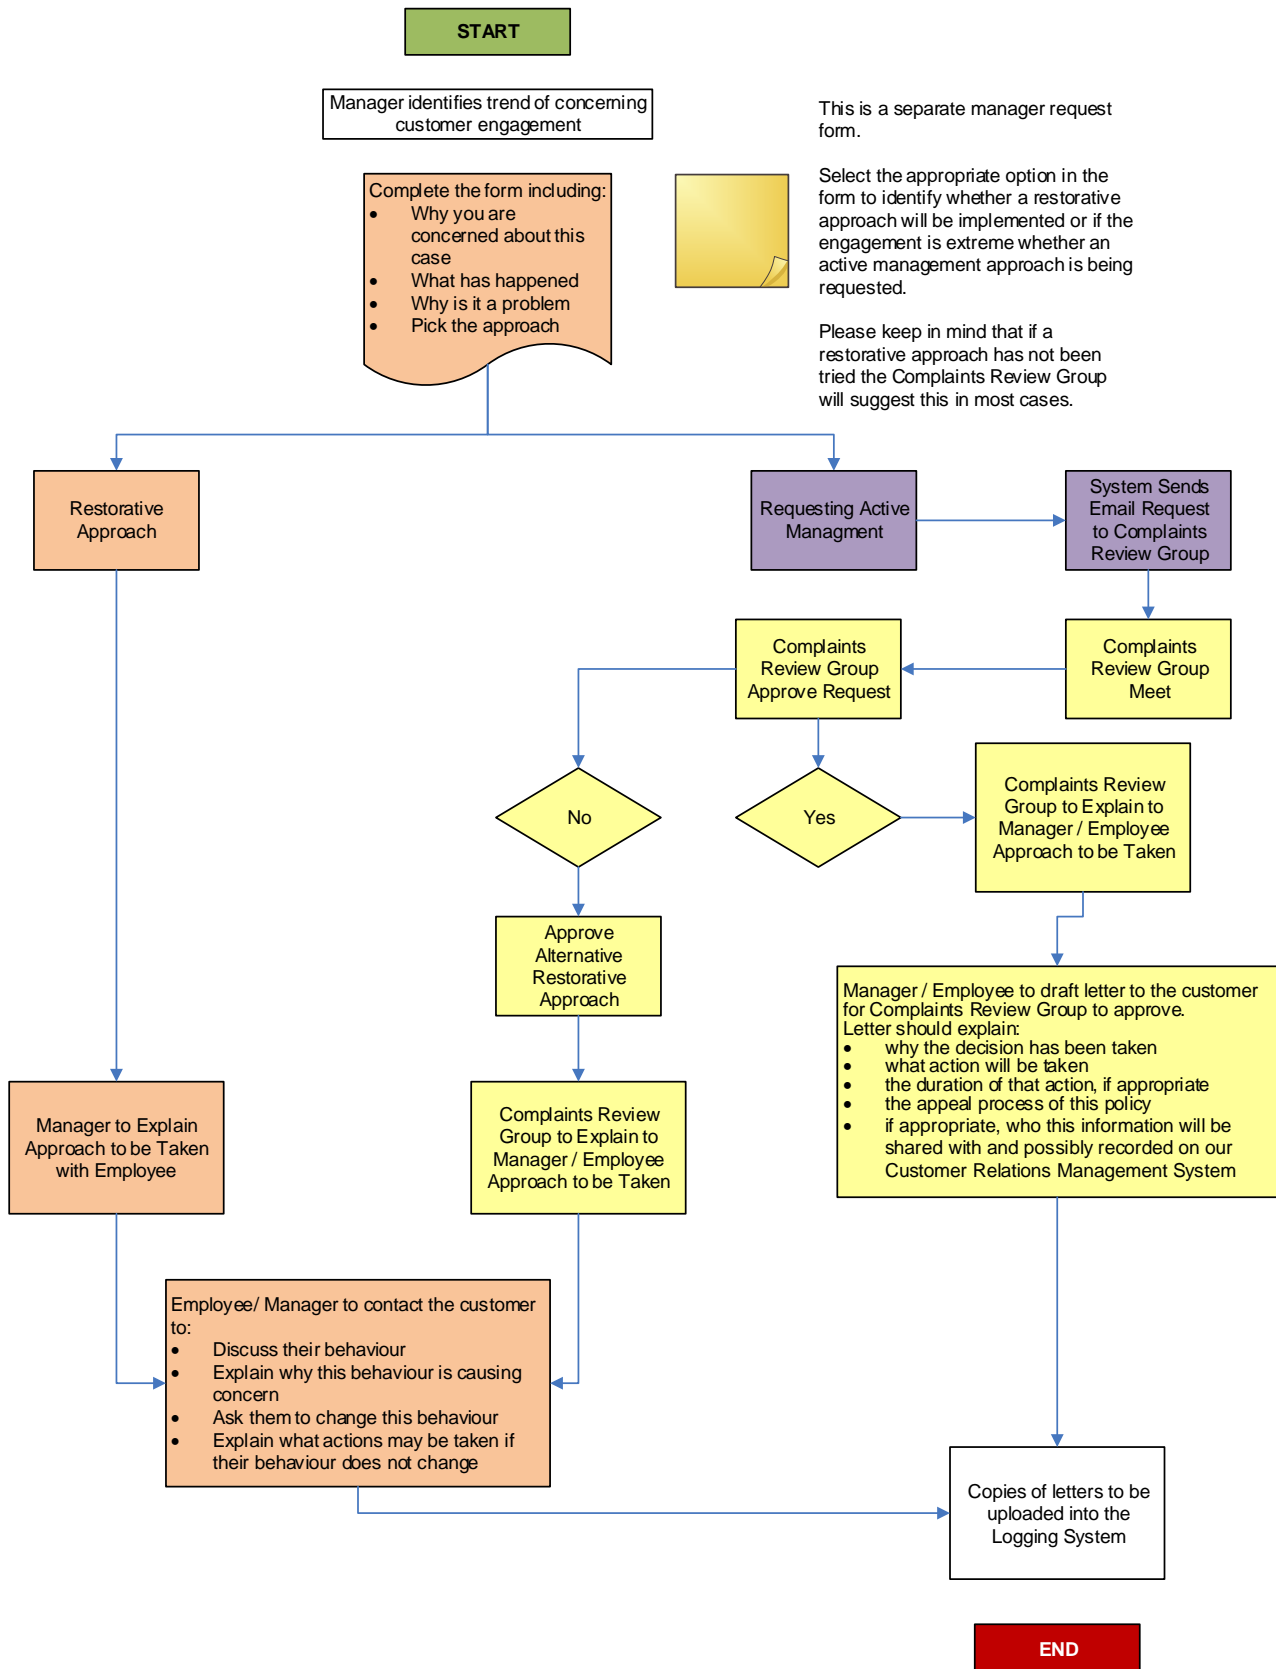 START
Manager identifies trend of concerning
customer engagement
This is a separate manager request
form.
Select the appropriate option in the
form to identify whether a restorative
approach will be implemented or if the
engagement is extreme whether an
active management approach is being
requested.
Please keep in mind that if a
restorative approach has not been
tried the Complaints Review Group
will suggest this in most cases.
Complete the form including:
• Why you are
concerned about this
case
• What has happened
• Why is it a problem
• Pick the approach
Restorative
Approach
Requesting Active
Managment
System Sends
Email Request
to Complaints
Review Group
Complaints
Review Group
Approve Request
Complaints
Review Group
Meet
No
Yes
Complaints Review
Group to Explain to
Manager / Employee
Approach to be Taken
Approve
Alternative
Restorative
Approach
Manager / Employee to draft letter to the customer
for Complaints Review Group to approve.
Letter should explain:
• why the decision has been taken
• what action will be taken
• the duration of that action, if appropriate
• the appeal process of this policy
• if appropriate, who this information will be
shared with and possibly recorded on our
Customer Relations Management System
Manager to Explain
Approach to be Taken
with Employee
Complaints Review
Group to Explain to
Manager / Employee
Approach to be Taken
Employee/ Manager to contact the customer
to:
• Discuss their behaviour
• Explain why this behaviour is causing
concern
• Ask them to change this behaviour
• Explain what actions may be taken if
their behaviour does not change
Copies of letters to be
uploaded into the
Logging System
END